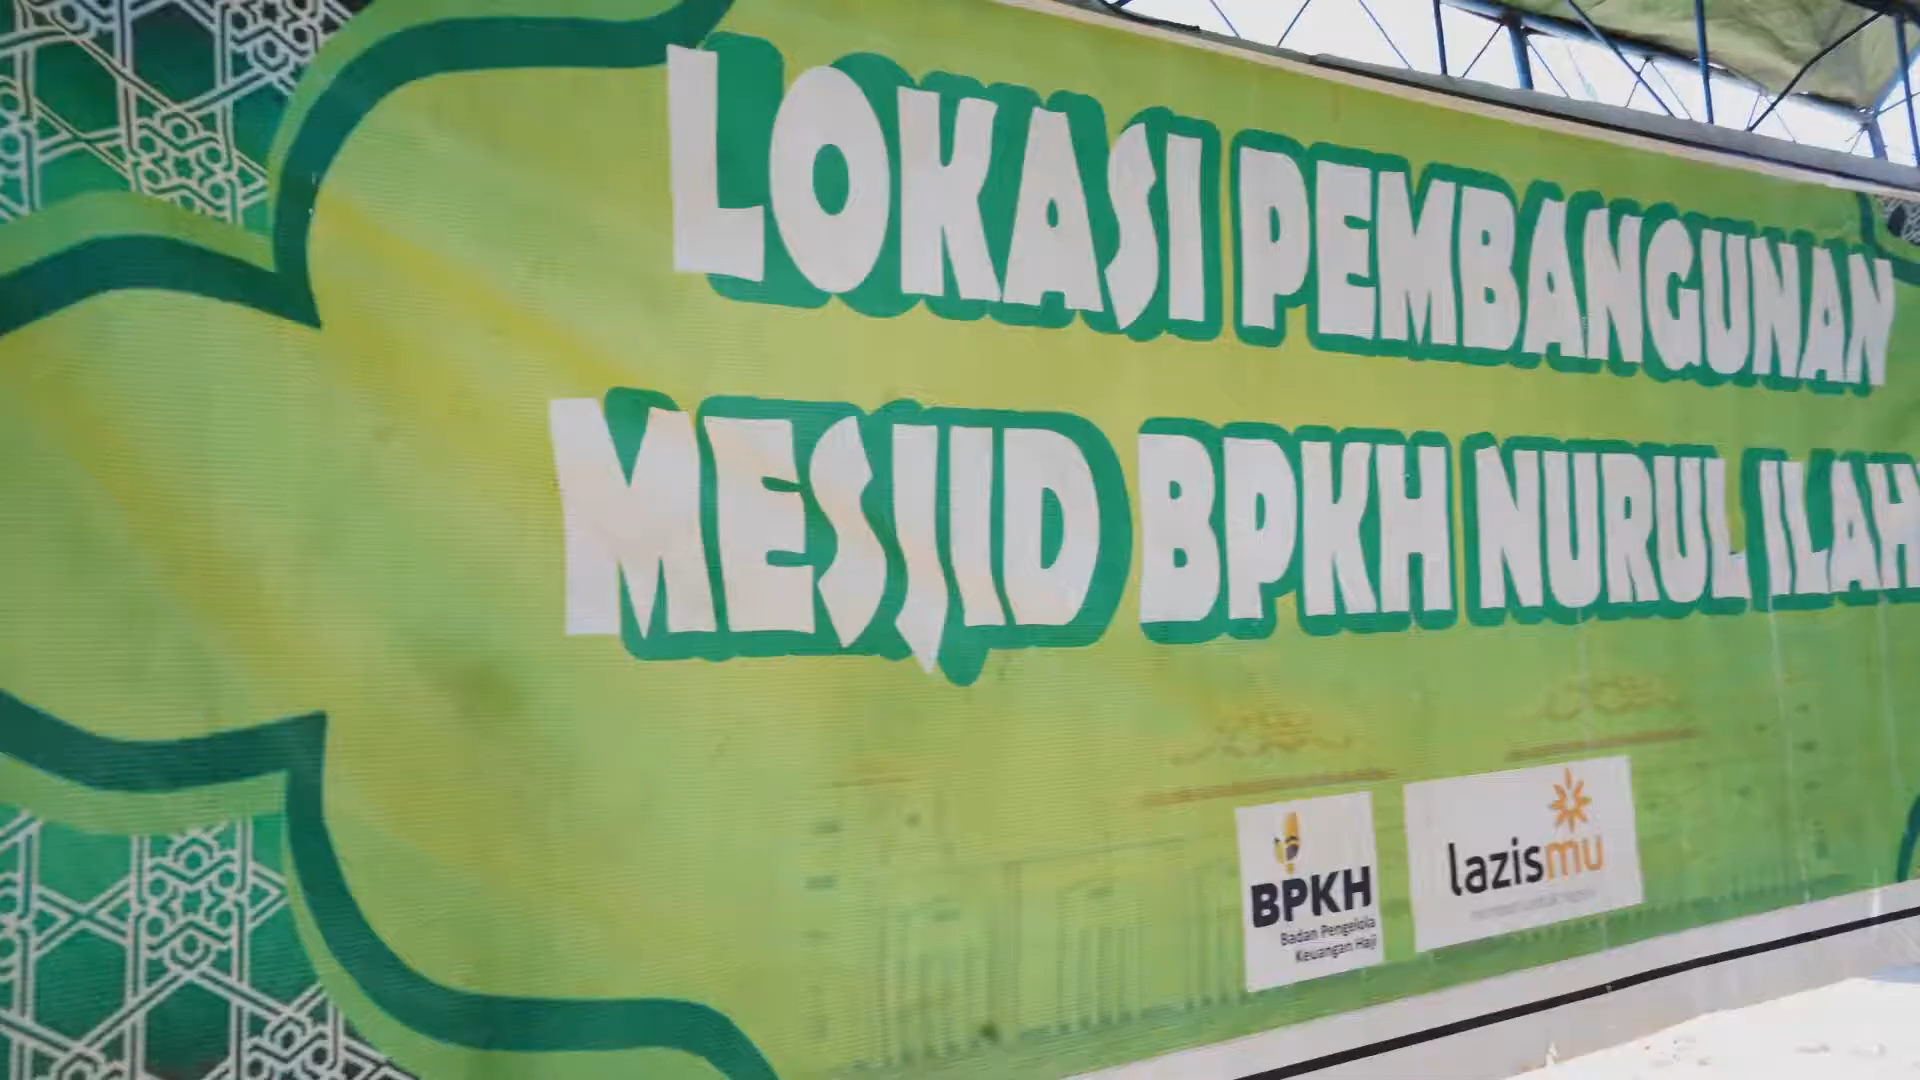 LOKASI PEMBANGUNAN
MESJID BPKH NURUL ILAH
BPKH
Badan Pengelola
Keuangan Haji
lazismu